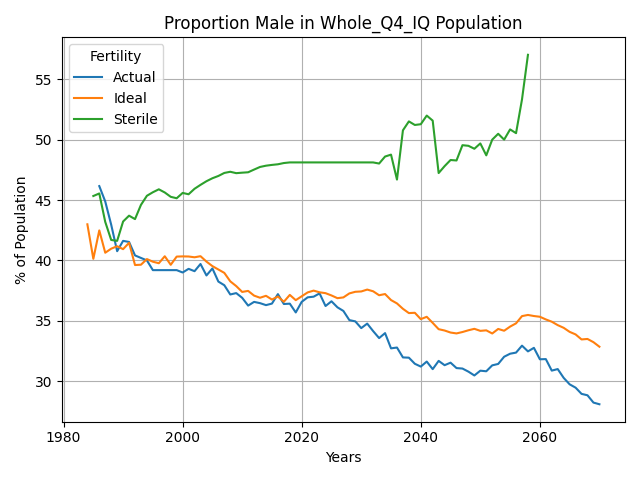 Proportion Male in Whole_Q4_IQ Population
Fertility
Actual
Ideal
Sterile
% of Population
55
50
45
40
35
30
1980
2000
2020
2040
2060
Years